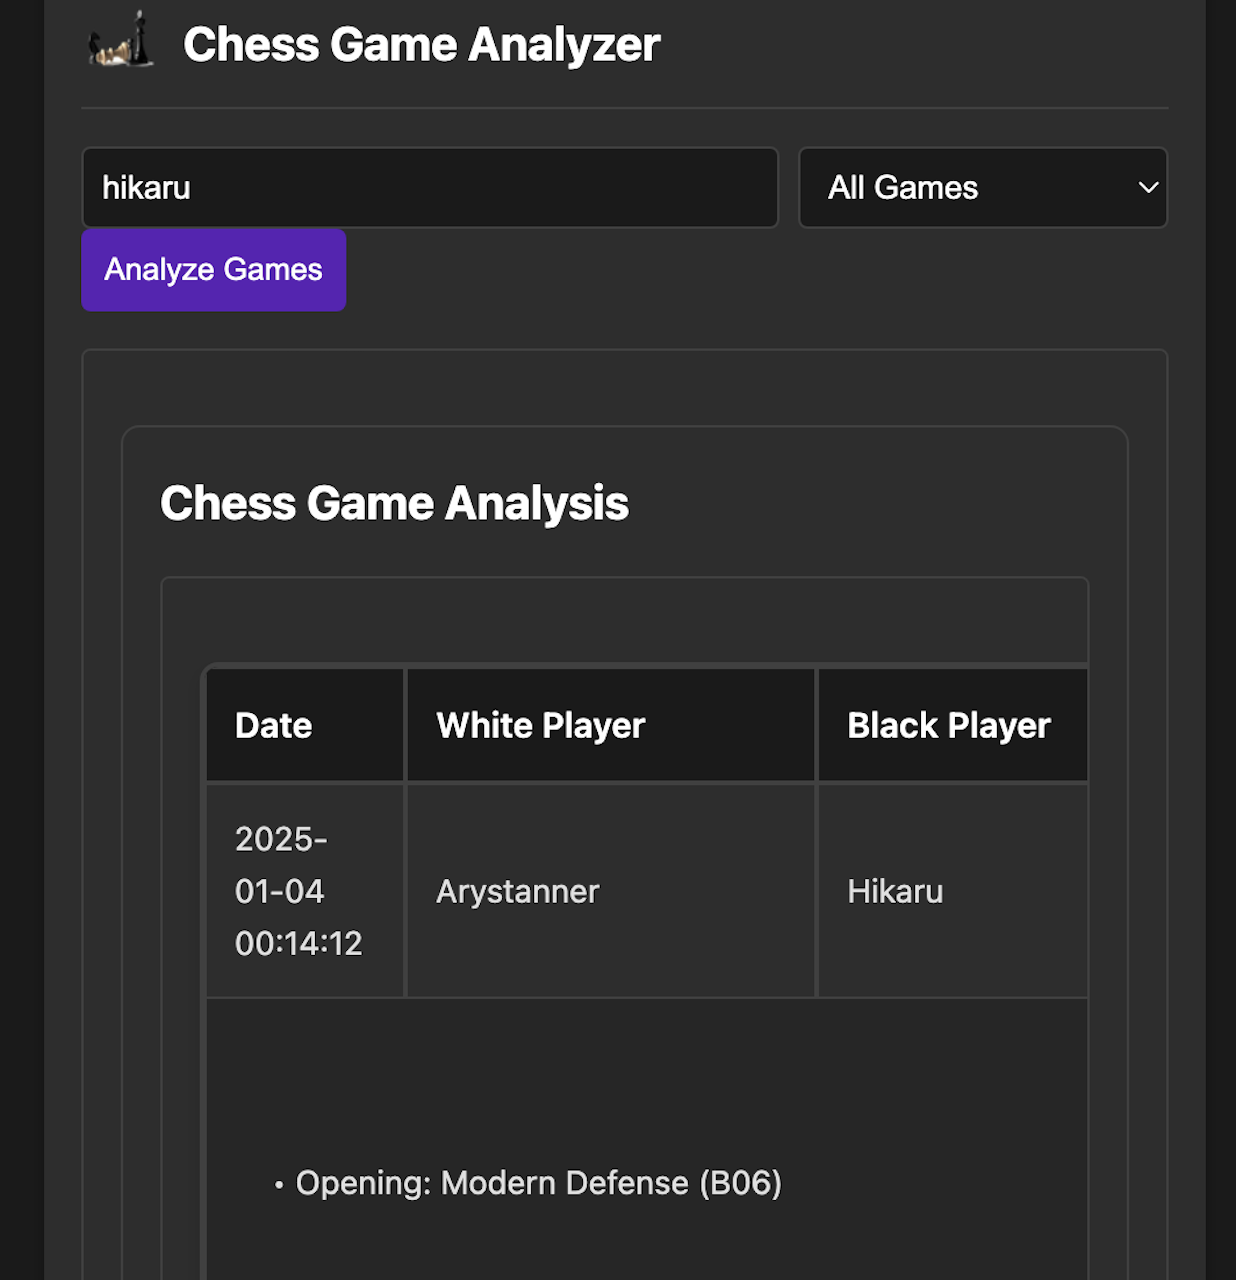 Chess Game Analyzer
hikaru
All Games
Analyze Games
Chess Game Analysis
Date
White Player
Black Player
2025-
01-04
00:14:12
Arystanner
Hikaru
• Opening: Modern Defense (B06)